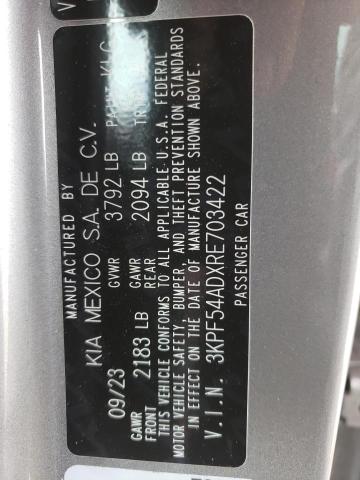 MANUFACTURED BY
KIA MEXICO S.A. DE C.V.
09/23 GVWR 3792 LB PAINT KLG
GAWR FRONT 2183 LB GAWR REAR 2094 LB
THIS VEHICLE CONFORMS TO ALL APPLICABLE U.S.A. FEDERAL
MOTOR VEHICLE SAFETY, BUMPER, AND THEFT PREVENTION STANDARDS
IN EFFECT ON THE DATE OF MANUFACTURE SHOWN ABOVE.
V.I.N. 3KPF54ADXRE703422
PASSENGER CAR